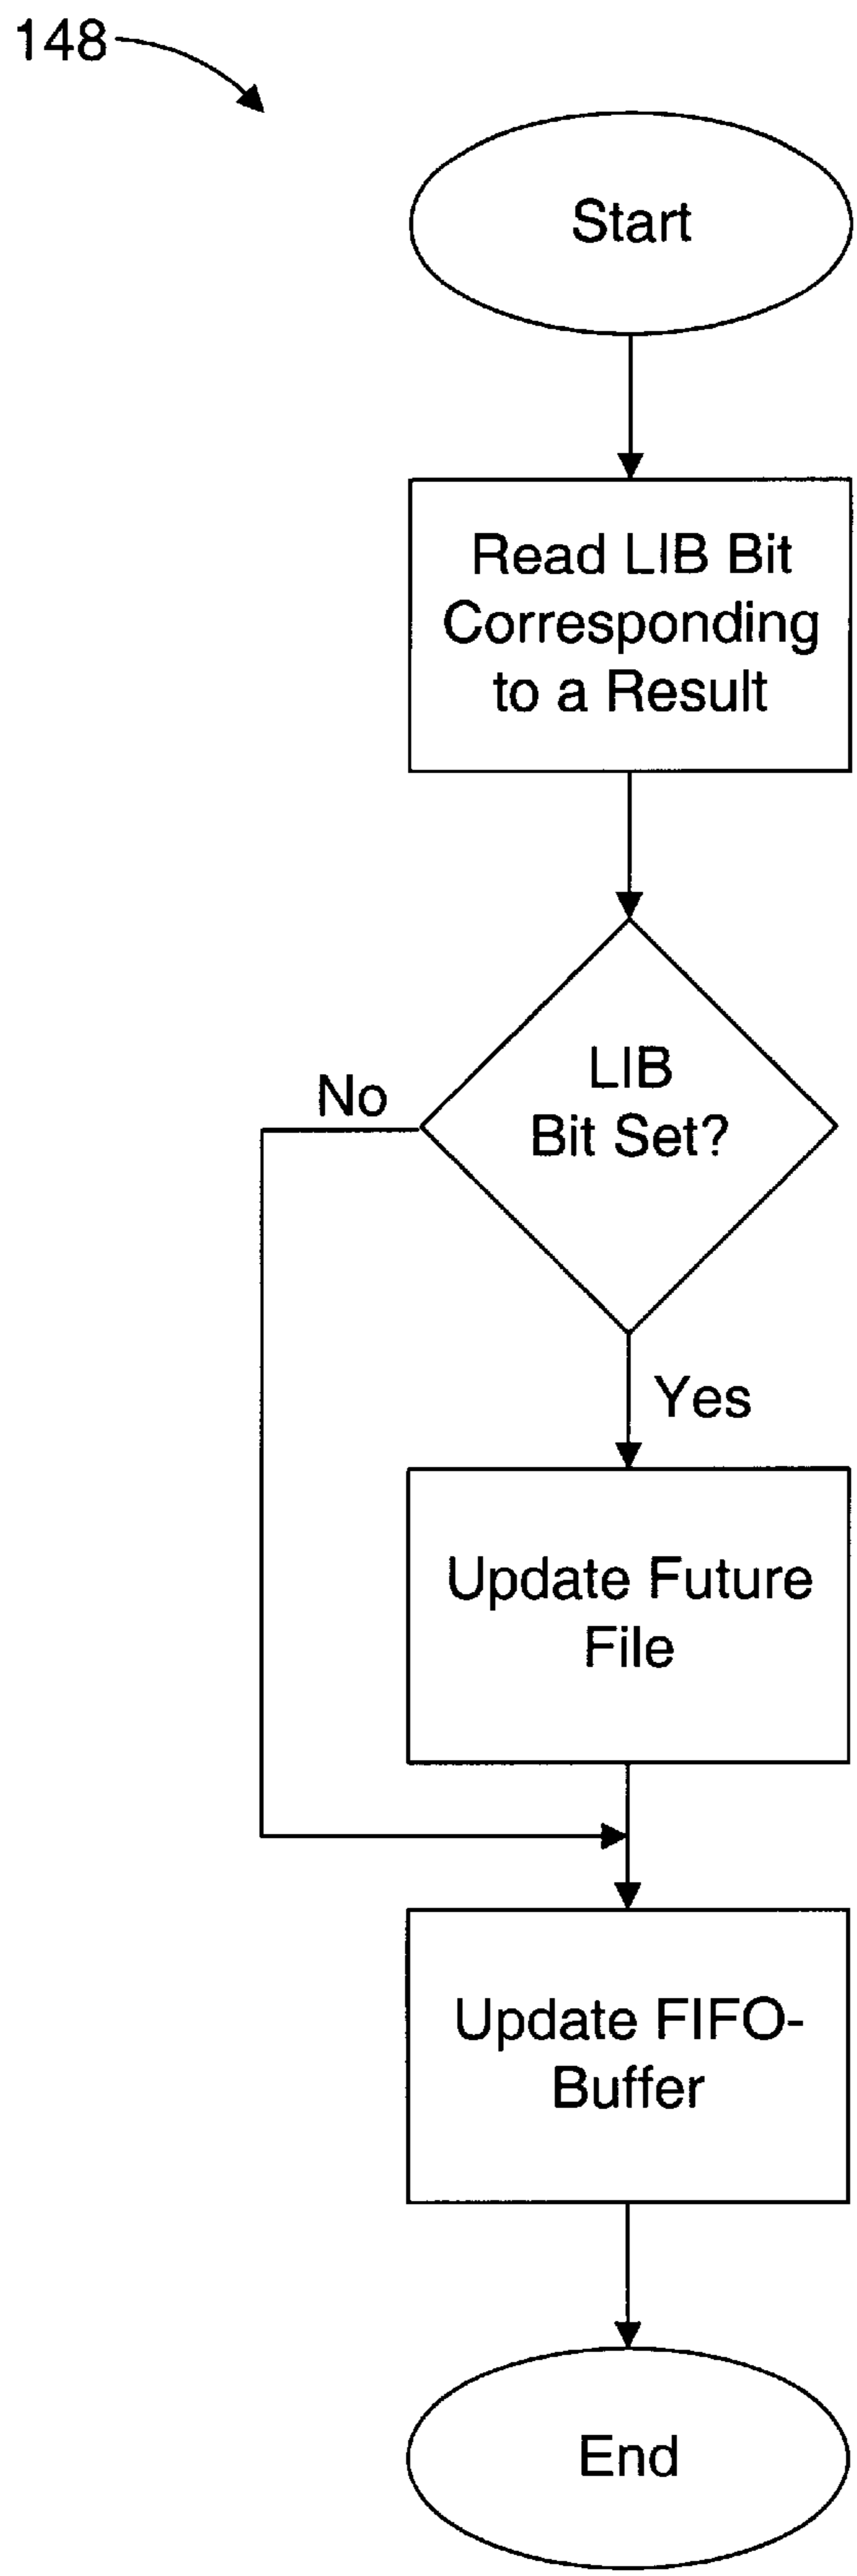 148
Start
Read LIB Bit
Corresponding
to a Result
LIB
Bit Set?
No
Yes
Update Future
File
Update FIFO-
Buffer
End